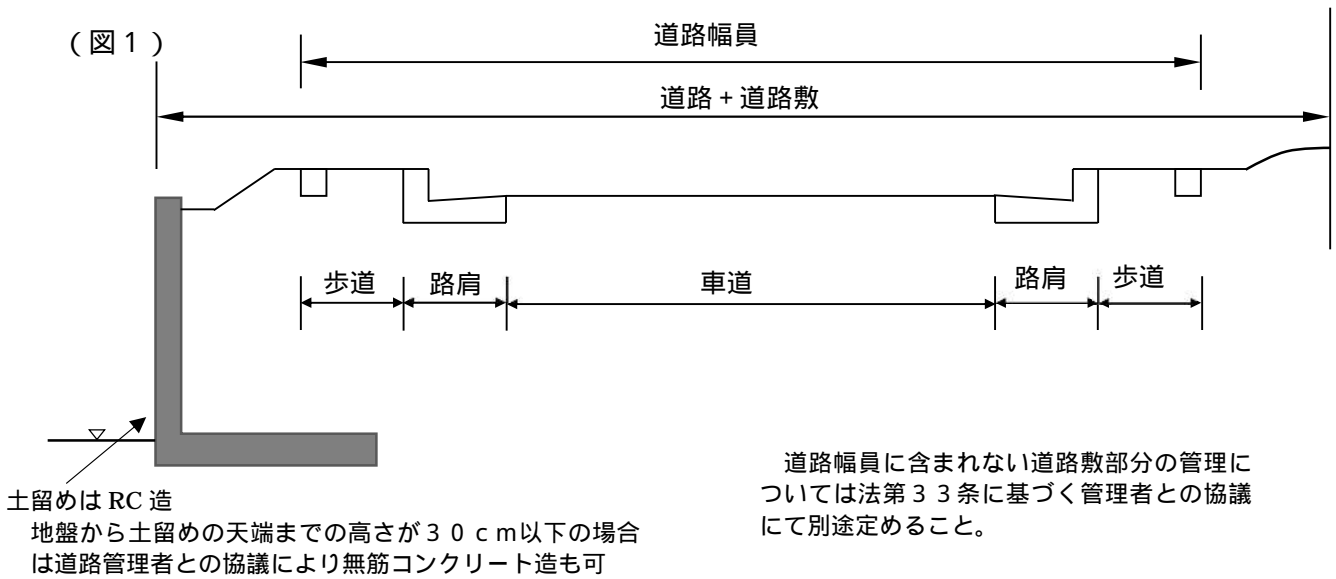 (図1)
道路幅員
道路+道路敷
歩道
路肩
車道
路肩
歩道
土留めは RC 造
地盤から土留めの天端までの高さが30cm以下の場合
は道路管理者との協議により無筋コンクリート造も可
道路幅員に含まれない道路敷部分の管理に
ついては法第33条に基づく管理者との協議
にて別途定めること。